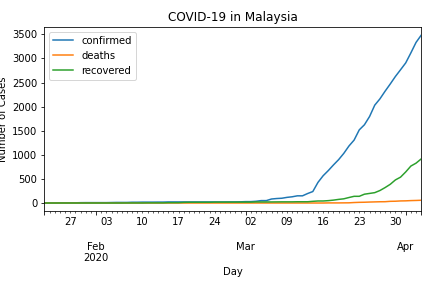 COVID-19 in Malaysia
3500
3000
2500
2000
1500
1000
500
0
confirmed
deaths
recovered
Number of Cases
27 03 10 17 24 02 09 16 23 30
Feb Mar Apr
2020
Day